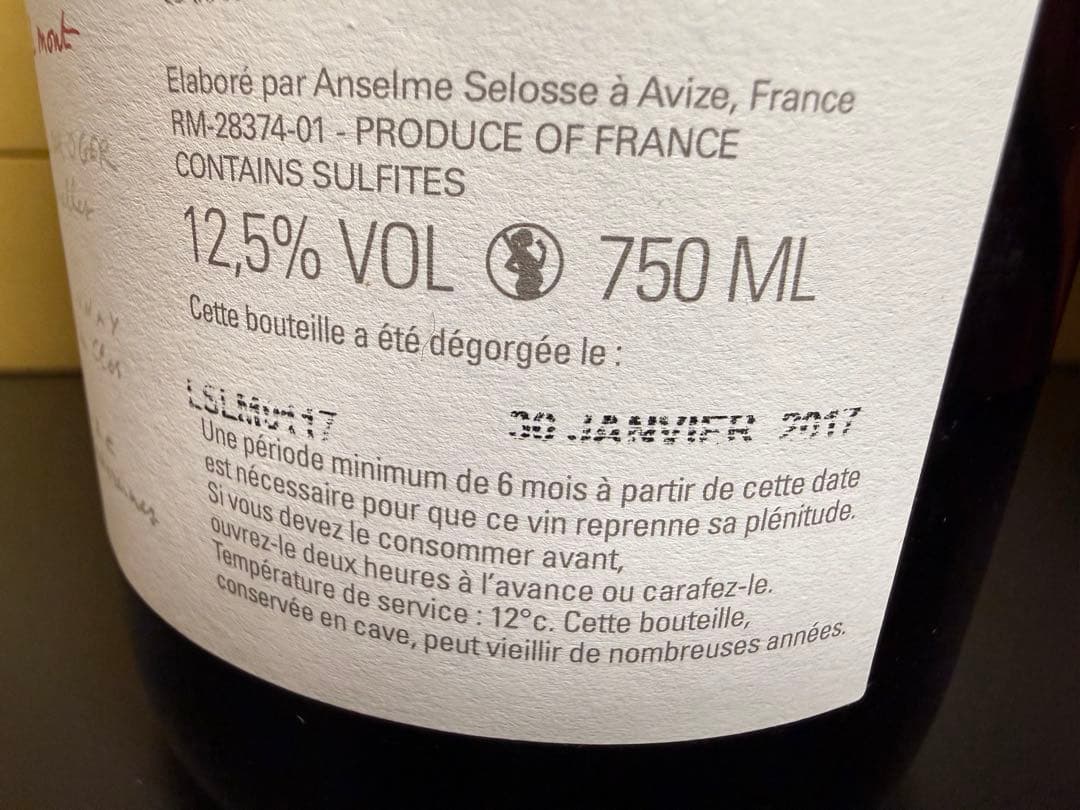 mont
Elaboré par Anselme Selosse à Avize, France
RM-28374-01 - PRODUCE OF FRANCE
CONTAINS SULFITES
12,5% VOL 750 ML
Cette bouteille a été dégorgée le :
30 JANVIER 2017
Une période minimum de 6 mois à partir de cette date
est nécessaire pour que ce vin reprenne sa plénitude.
Si vous devez le consommer avant,
ouvrez-le deux heures à l'avance ou carafez-le.
Température de service : 12°c. Cette bouteille,
conservée en cave, peut vieillir de nombreuses années.